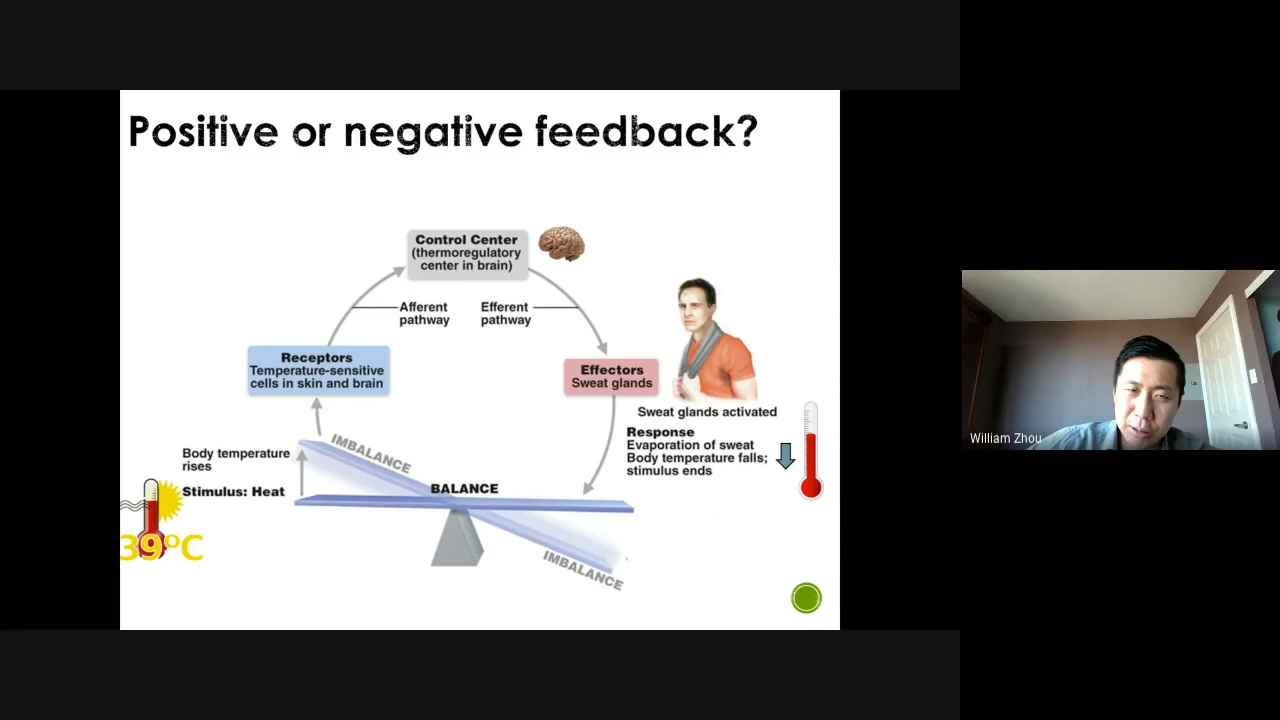 Positive or negative feedback?
Control Center
(thermoregulatory
center in brain)
Afferent
pathway
Efferent
pathway
Receptors
Temperature-sensitive
cells in skin and brain
Effectors
Sweat glands
Sweat glands activated
Response
Evaporation of sweat
Body temperature falls;
stimulus ends
IMBALANCE
Body temperature
rises
Stimulus: Heat
BALANCE
39°C
IMBALANCE
William Zhou